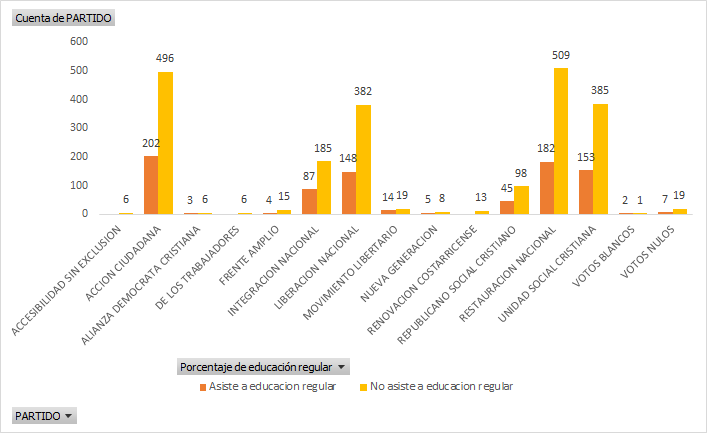 Cuenta de PARTIDO
600
500
400
300
200
100
0
6
202
496
3
6
6
4
15
87
185
148
382
14
19
5
8
13
45
98
182
509
153
385
2
1
7
19
ACCESIBILIDAD SIN EXCLUSION
ACCION CIUDADANA
ALIANZA DEMOCRATA CRISTIANA
DE LOS TRABAJADORES
FRENTE AMPLIO
INTEGRACION NACIONAL
LIBERACION NACIONAL
MOVIMIENTO LIBERTARIO
NUEVA GENERACION
RENOVACION COSTARRICENSE
REPUBLICANO SOCIAL CRISTIANO
RESTAURACION NACIONAL
UNIDAD SOCIAL CRISTIANA
VOTOS BLANCOS
VOTOS NULOS
Porcentaje de educación regular
Asiste a educacion regular
No asiste a educacion regular
PARTIDO